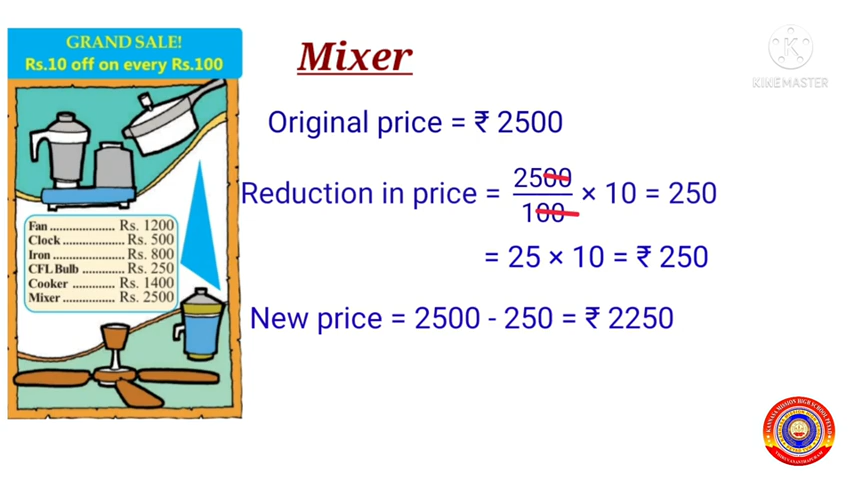 GRAND SALE!
Rs.10 off on every Rs.100
Fan .................... Rs. 1200
Clock ................... Rs. 500
Iron ...................... Rs. 800
CFL Bulb ............. Rs. 250
Cooker ............. Rs. 1400
Mixer ................ Rs. 2500
Mixer
KINEMASTER
Original price = ₹ 2500
Reduction in price = 2500/100 × 10 = 250
= 25 × 10 = ₹ 250
New price = 2500 - 250 = ₹ 2250